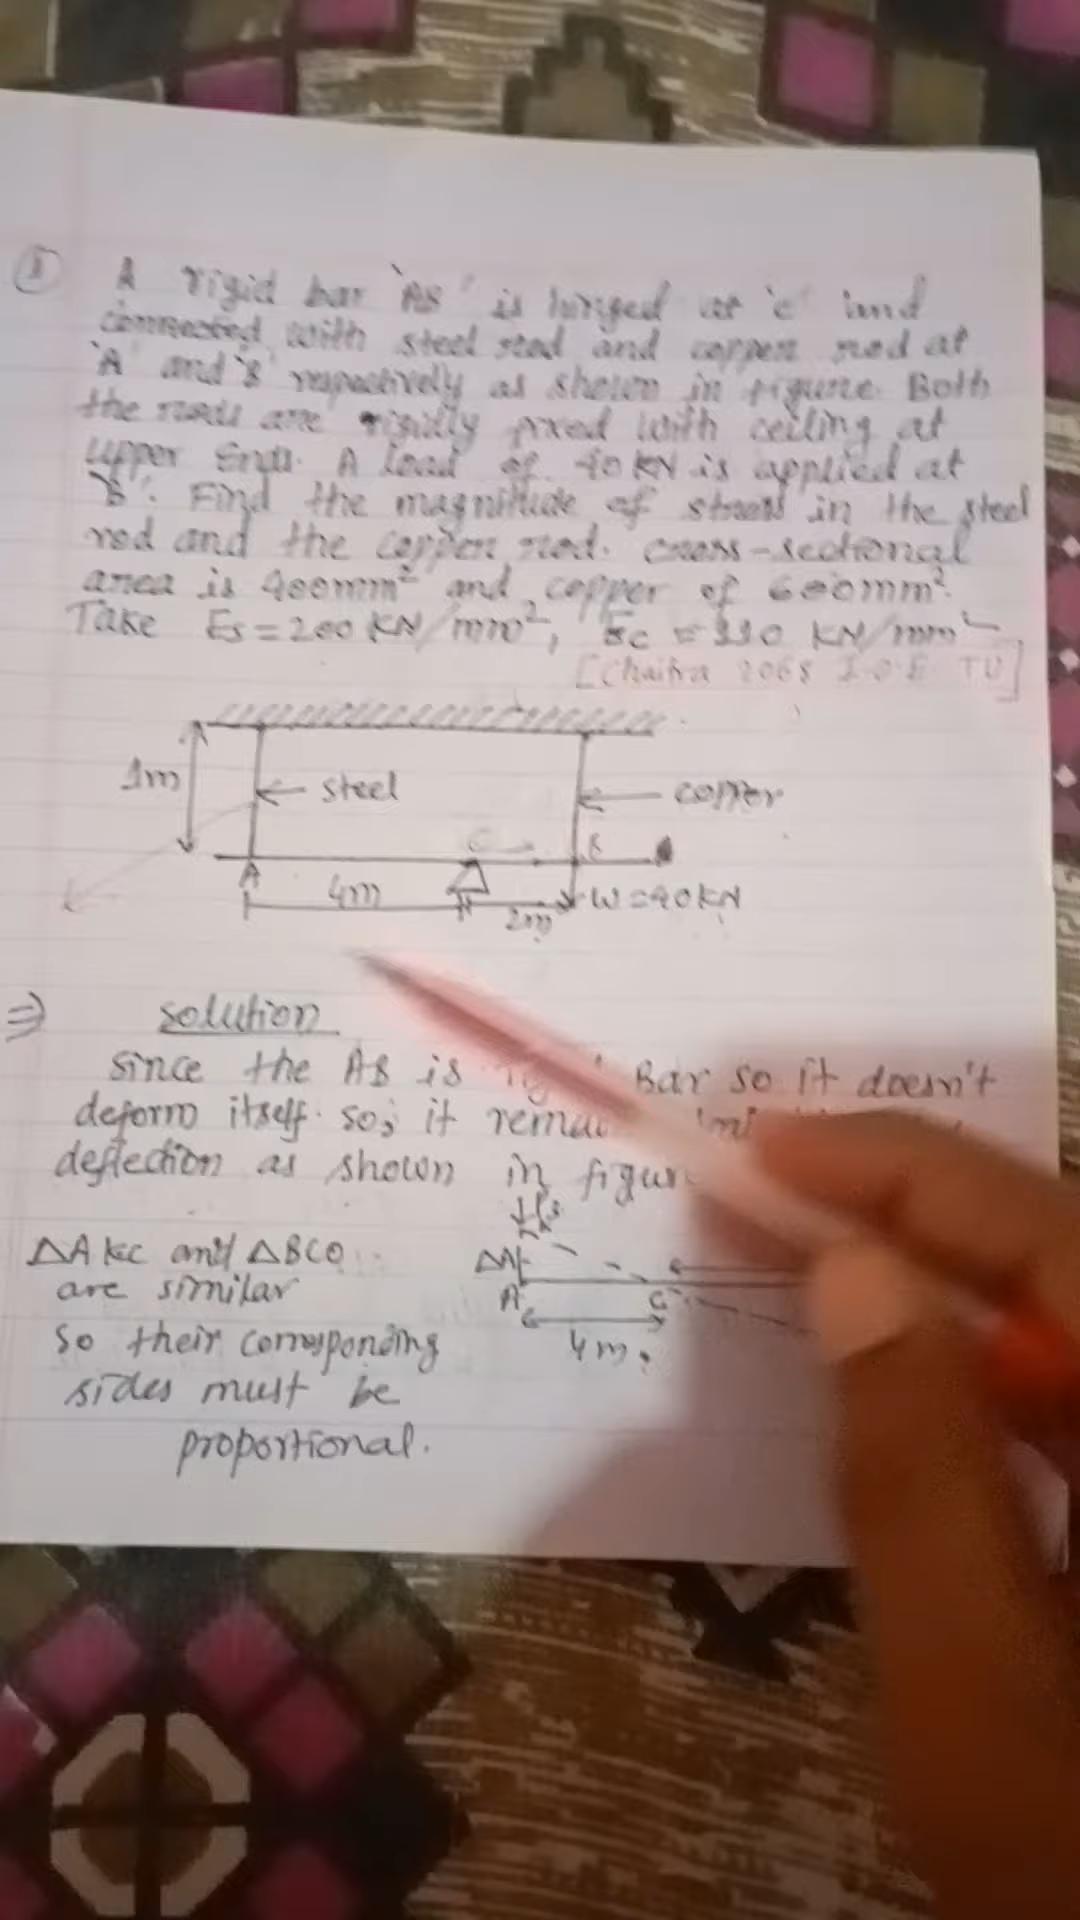 A rigid bar 'AB' is hinged at 'c' and
connected with steel rod and copper rod at
'A' and 'B' respectively as shown in figure. Both
the rods are rigidly fixed with ceiling at
upper Ends. A load of 40 kN is applied at
'B'. Find the magnitude of stress in the steel
rod and the copper rod. cross-sectional
area is 400mm² and copper of 600mm².
Take Es = 200 KN/mm², Ec = 110 KN/mm²
[Chaitra 2068 I.O.E TU]
1m
steel
copper
C
B
A
4m
2m
W=40KN
⇒ solution
since the AB is Bar so it doesn't
deform itself. so, it
deflection as shown in
ΔAKC and ΔBCO
are similar
so their corresponding
sides must be
proportional.
A
C
4m.